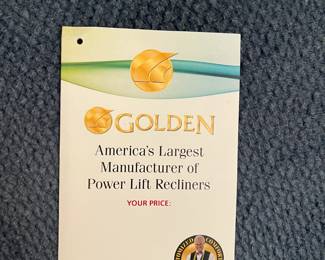 GOLDEN
America's Largest
Manufacturer of
Power Lift Recliners
YOUR PRICE: